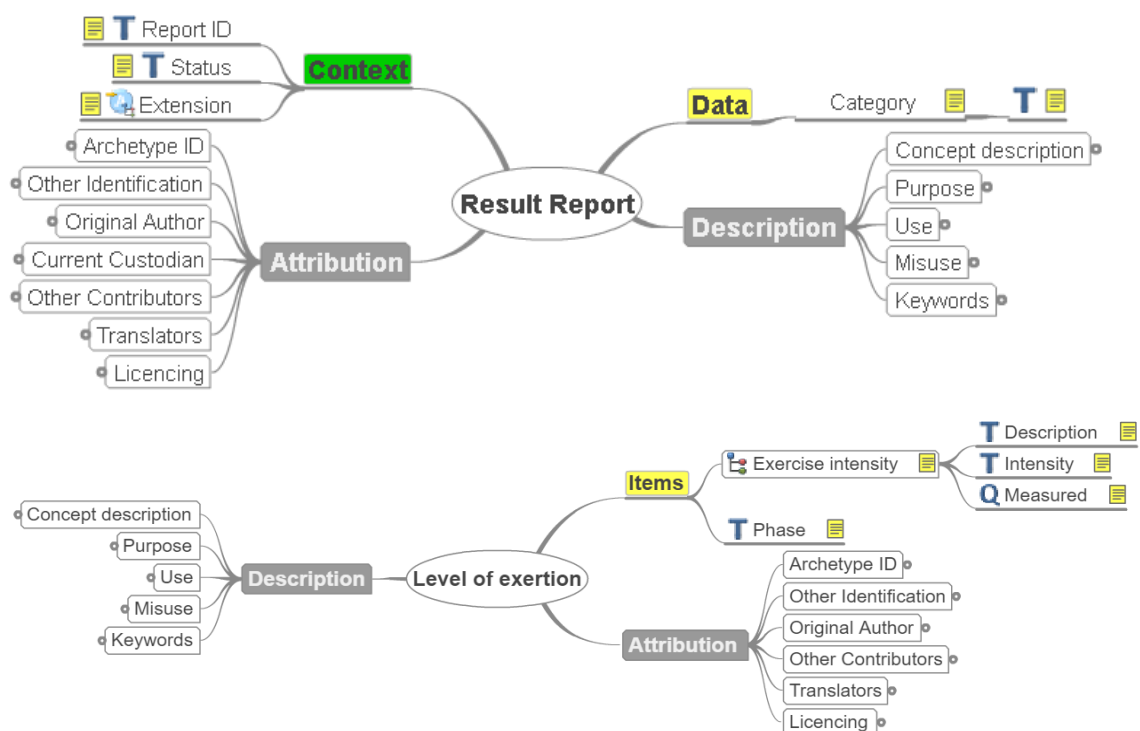 Report ID
Status
Extension
Context
Archetype ID
Other Identification
Original Author
Current Custodian
Other Contributors
Translators
Licencing
Attribution
Result Report
Data
Category
T
Description
Concept description
Purpose
Use
Misuse
Keywords
Concept description
Purpose
Use
Misuse
Keywords
Description
Level of exertion
Items
Exercise intensity
T Description
T Intensity
Q Measured
T Phase
Attribution
Archetype ID
Other Identification
Original Author
Other Contributors
Translators
Licencing